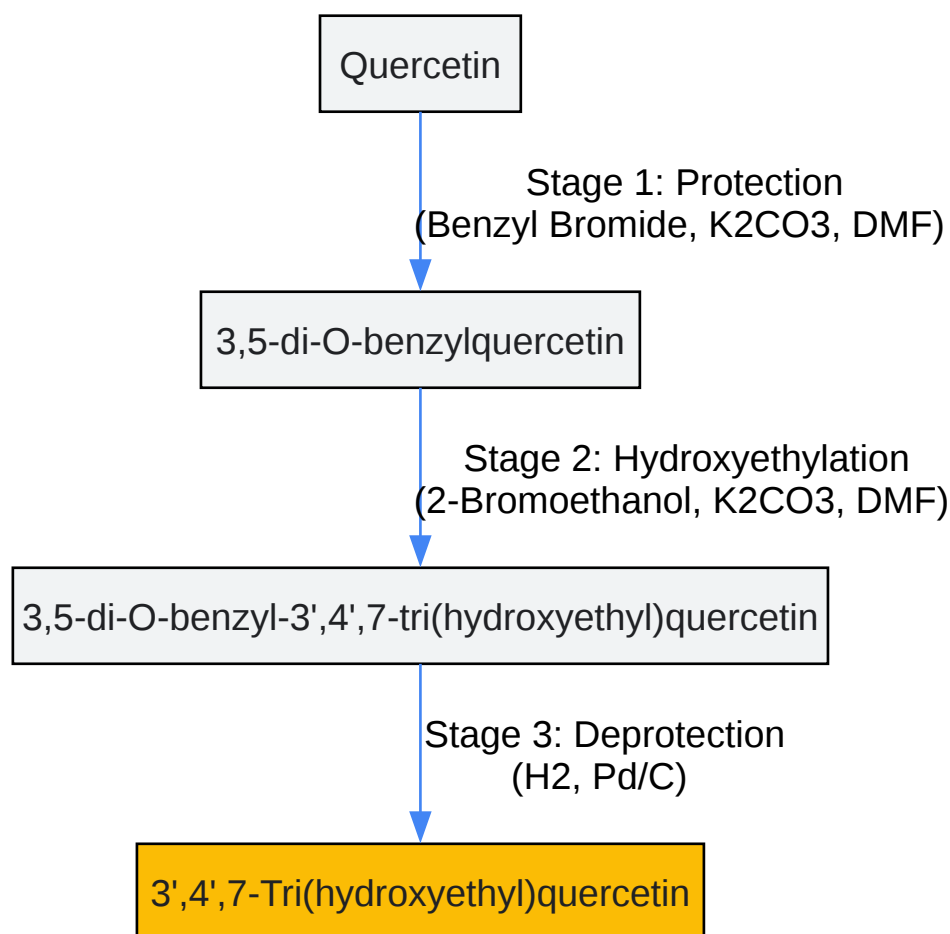 Quercetin
Stage 1: Protection
(Benzyl Bromide, K2CO3, DMF)
3,5-di-O-benzylquercetin
Stage 2: Hydroxyethylation
(2-Bromoethanol, K2CO3, DMF)
3,5-di-O-benzyl-3',4',7-tri(hydroxyethyl)quercetin
Stage 3: Deprotection
(H2, Pd/C)
3',4',7-Tri(hydroxyethyl)quercetin